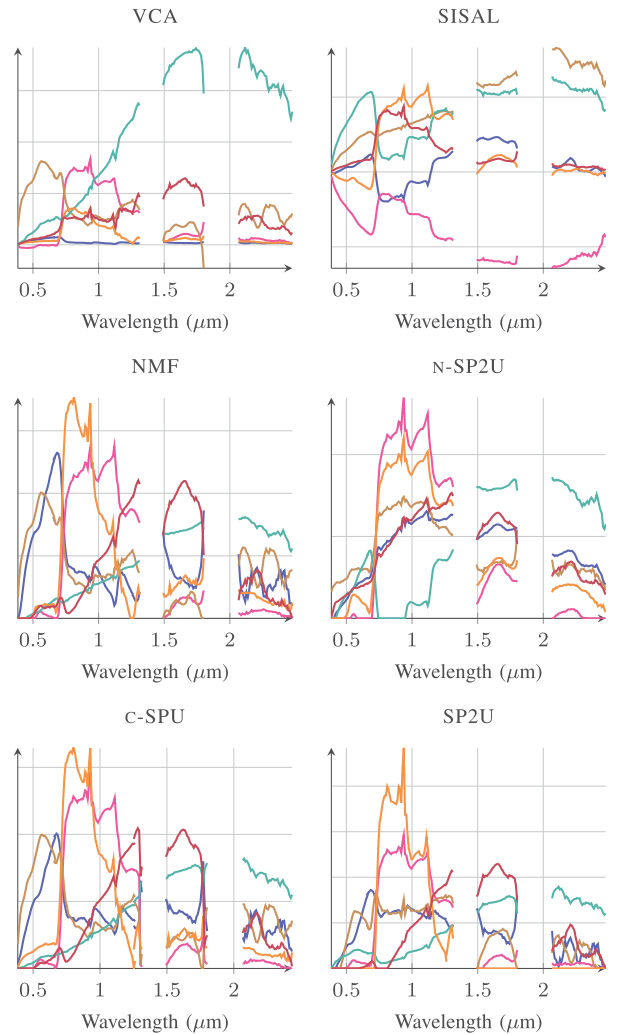 VCA
SISAL
0.5 1 1.5 2
Wavelength (μm)
0.5 1 1.5 2
Wavelength (μm)
NMF
N-SP2U
0.5 1 1.5 2
Wavelength (μm)
0.5 1 1.5 2
Wavelength (μm)
C-SPU
SP2U
0.5 1 1.5 2
Wavelength (μm)
0.5 1 1.5 2
Wavelength (μm)